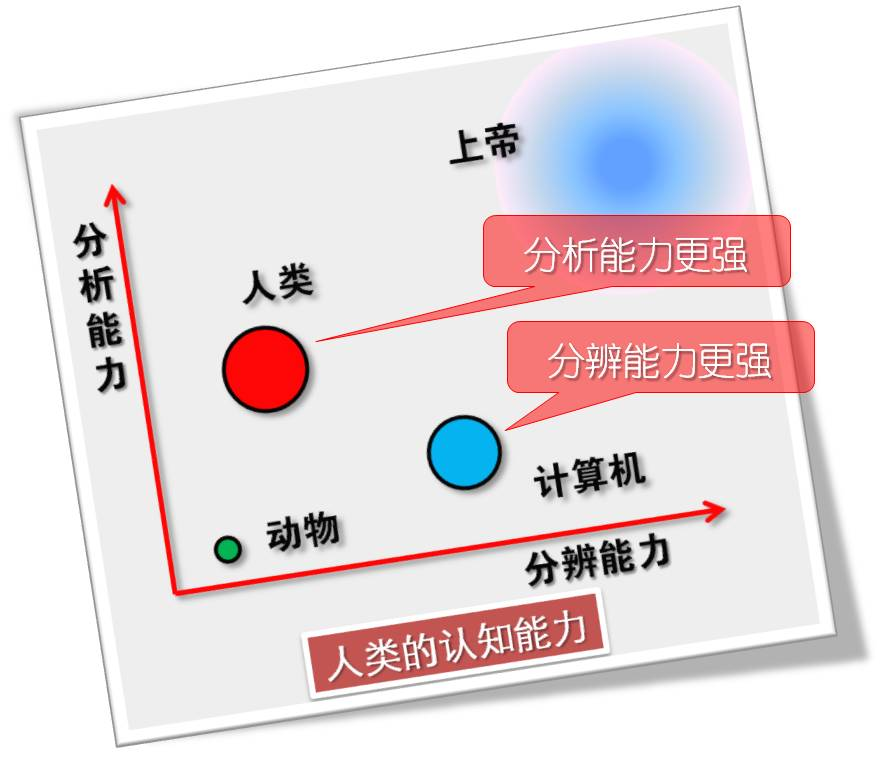 上帝
分析能力
人类
分析能力更强
分辨能力更强
计算机
动物
分辨能力
人类的认知能力